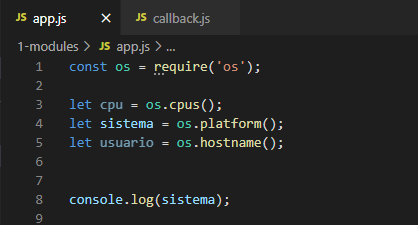 JS app.js × JS callback.js
1-modules > JS app.js > ...
1 const os = require('os');
2
3 let cpu = os.cpus();
4 let sistema = os.platform();
5 let usuario = os.hostname();
6
7
8 console.log(sistema);
9